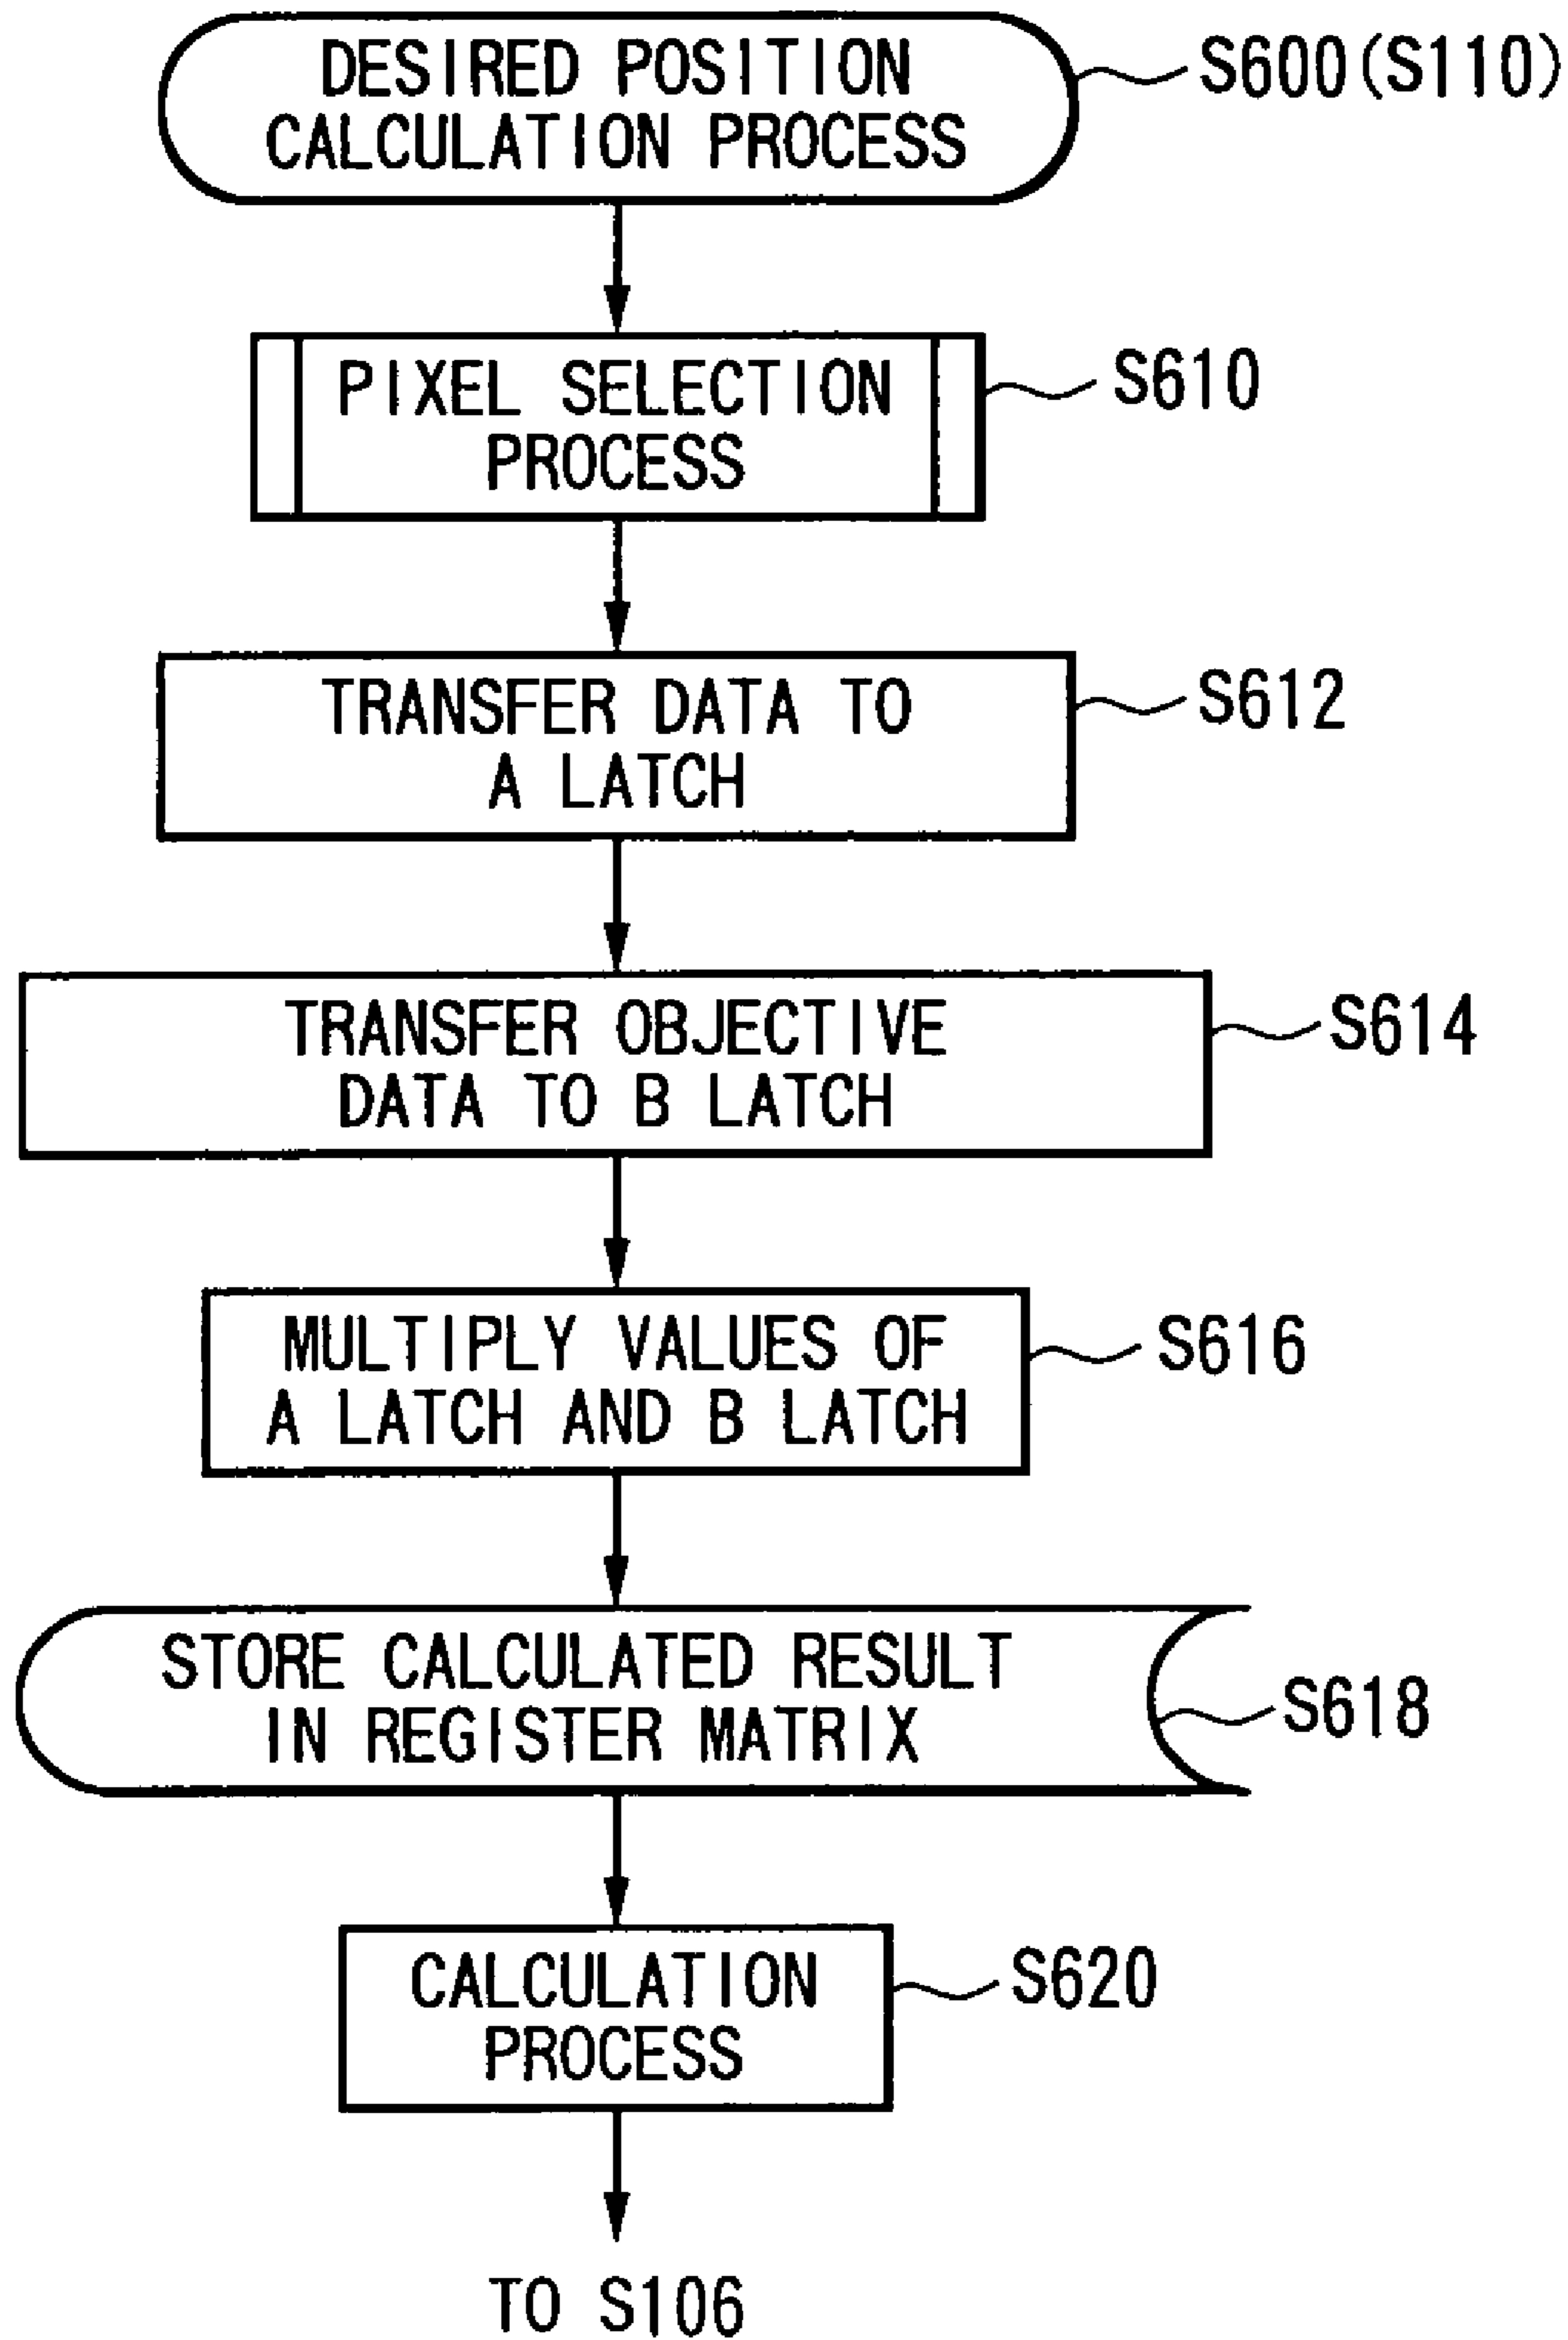 DESIRED POSITION
CALCULATION PROCESS
S600(S110)
PIXEL SELECTION
PROCESS
S610
TRANSFER DATA TO
A LATCH
S612
TRANSFER OBJECTIVE
DATA TO B LATCH
S614
MULTIPLY VALUES OF
A LATCH AND B LATCH
S616
STORE CALCULATED RESULT
IN REGISTER MATRIX
S618
CALCULATION
PROCESS
S620
TO S106